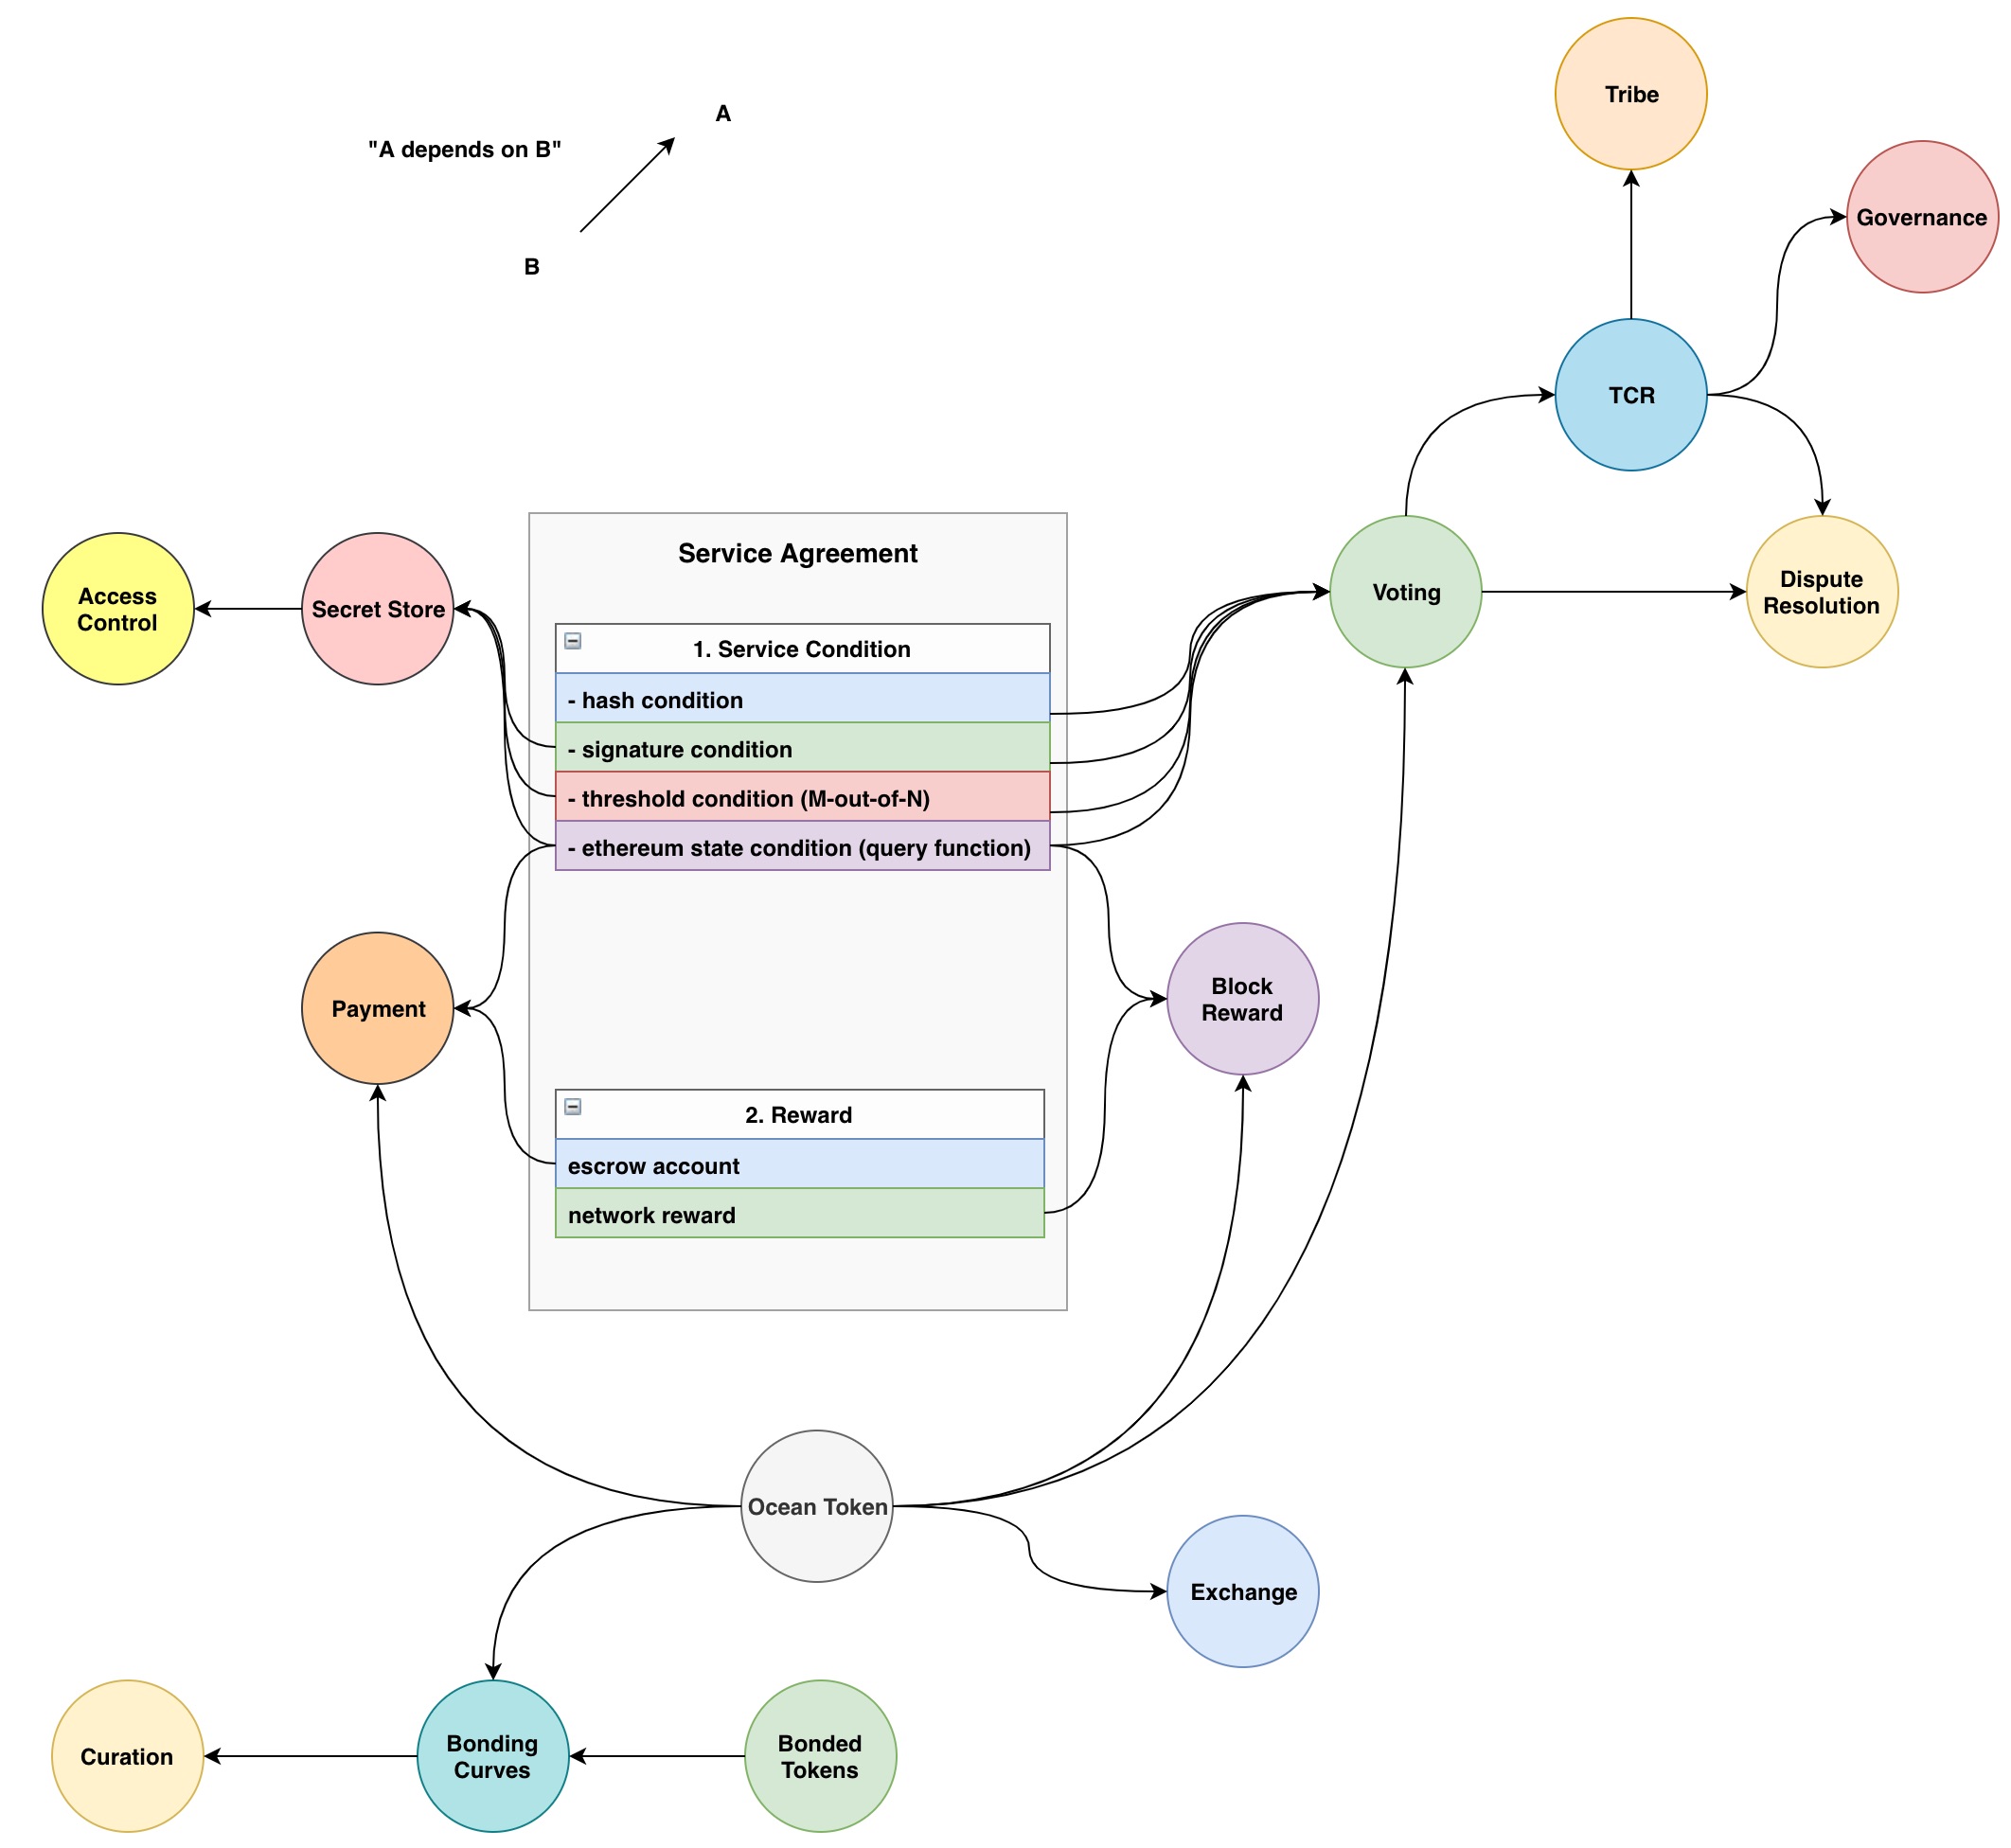 Tribe
A
"A depends on B"
Governance
B
TCR
Service Agreement
Access
Control
Secret Store
Voting
Dispute
Resolution
1. Service Condition
- hash condition
- signature condition
- threshold condition (M-out-of-N)
- ethereum state condition (query function)
Payment
Block
Reward
2. Reward
escrow account
network reward
Ocean Token
Exchange
Curation
Bonding
Curves
Bonded
Tokens